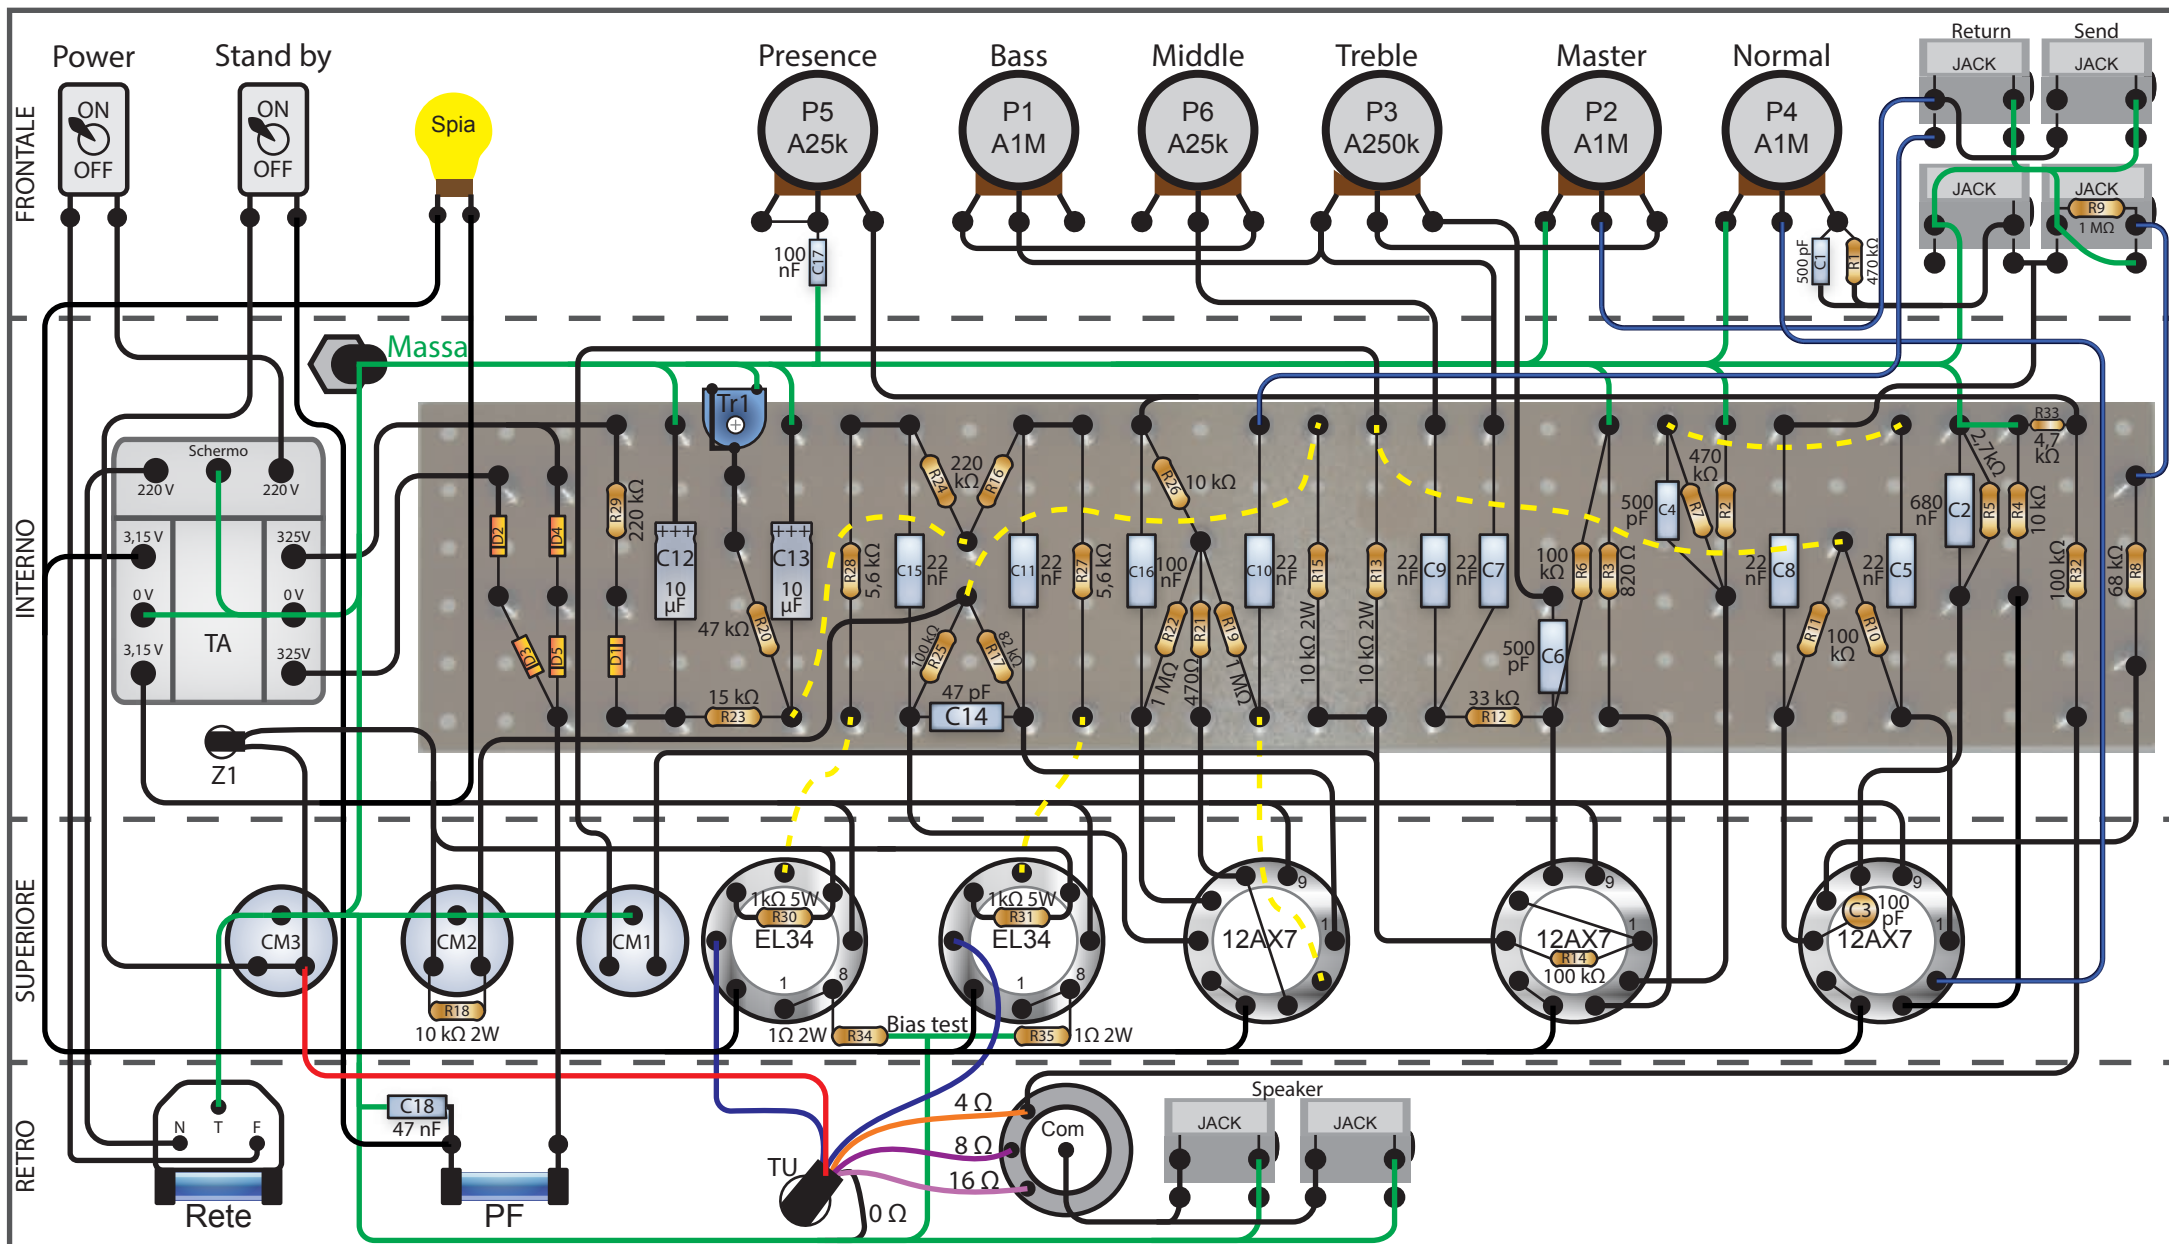 Power
Stand by
Presence
Bass
Middle
Treble
Master
Normal
Return
Send
JACK
JACK
ON
OFF
ON
OFF
Spia
P5
A25k
P1
A1M
P6
A25k
P3
A250k
P2
A1M
P4
A1M
JACK
JACK
R9
1 MΩ
FRONTALE
100
nF
C17
500 pF
C1
R1
470 kΩ
Massa
INTERNO
Schermo
220 V
220 V
3,15 V
325V
0 V
0 V
TA
3,15 V
325V
Z1
Tr1
D2
D4
D3
D5
R29
220 kΩ
D1
+++
C12
10
µF
+++
C13
10
µF
47 kΩ
R20
15 kΩ
R23
R28
5,6 kΩ
R24
220
kΩ
R16
C15
22
nF
C11
22
nF
R27
5,6 kΩ
100 kΩ
R25
R17
82 kΩ
47 pF
C14
R26
10 kΩ
C16
100
nF
C10
22
nF
R22
1 MΩ
R21
470Ω
R19
1 MΩ
R15
10 kΩ 2W
R13
10 kΩ 2W
C9
22
nF
C7
22
nF
33 kΩ
R12
100
kΩ
R6
R3
820 Ω
500
pF
C6
500
pF
C4
470
kΩ
R7
R2
C8
22
nF
C5
22
nF
R11
100
kΩ
R10
680
nF
C2
2,7kΩ
R5
R4
10 kΩ
R33
4,7
kΩ
100 kΩ
R32
68 kΩ
R8
SUPERIORE
CM3
CM2
CM1
R18
10 kΩ 2W
1kΩ 5W
R30
EL34
1
8
1Ω 2W
R34
Bias test
1kΩ 5W
R31
EL34
1
8
R35
1Ω 2W
9
1
12AX7
9
1
12AX7
R14
100 kΩ
9
1
C3
100
pF
12AX7
RETRO
N
T
F
Rete
C18
47 nF
PF
TU
4 Ω
8 Ω
16 Ω
0 Ω
Com
Speaker
JACK
JACK